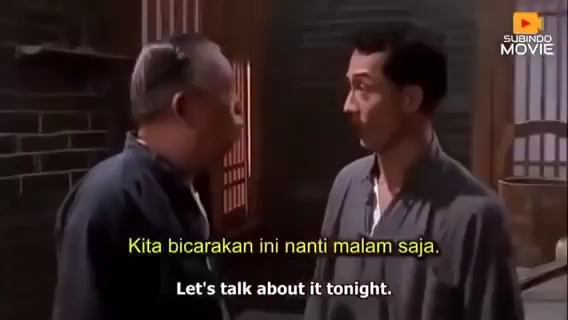 SUBINDO
MOVIE
Kita bicarakan ini nanti malam saja.
Let's talk about it tonight.